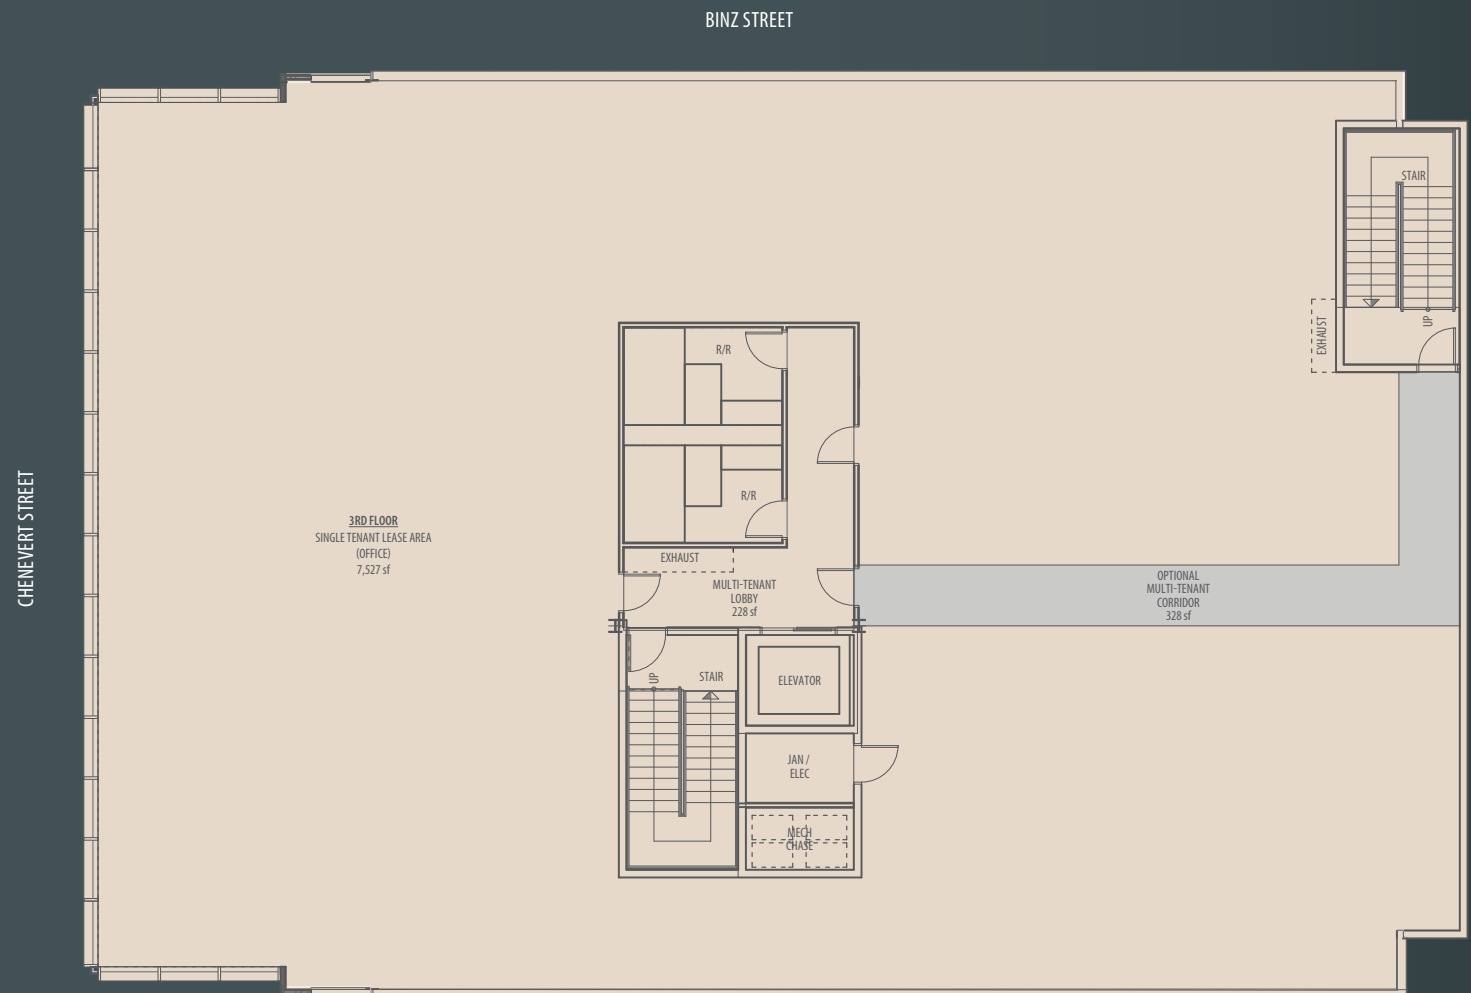 BINZ STREET
STAIR
UP
EXHAUST
R/R
R/R
CHENEVERT STREET
3RD FLOOR
SINGLE TENANT LEASE AREA
(OFFICE)
7,527 sf
EXHAUST
MULTI-TENANT
LOBBY
228 sf
OPTIONAL
MULTI-TENANT
CORRIDOR
328 sf
UP
STAIR
ELEVATOR
JAN /
ELEC
MECH
CHASE